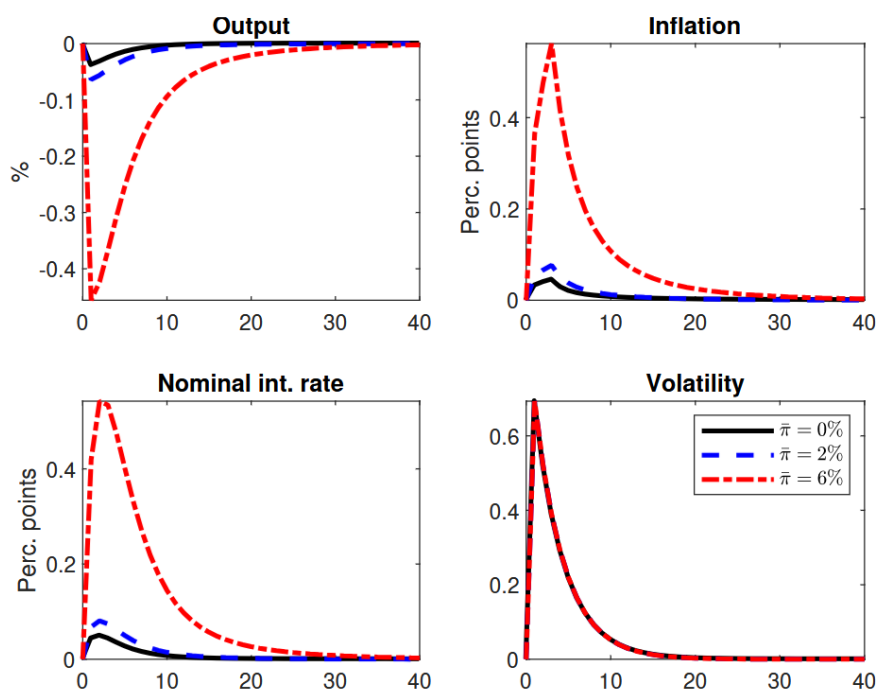 Output
0
-0.1
-0.2
-0.3
-0.4
%
0 10 20 30 40
Inflation
0.4
0.2
0
Perc. points
0 10 20 30 40
Nominal int. rate
0.4
0.2
0
Perc. points
0 10 20 30 40
Volatility
0.6
0.4
0.2
0
0 10 20 30 40
π̄ = 0%
π̄ = 2%
π̄ = 6%